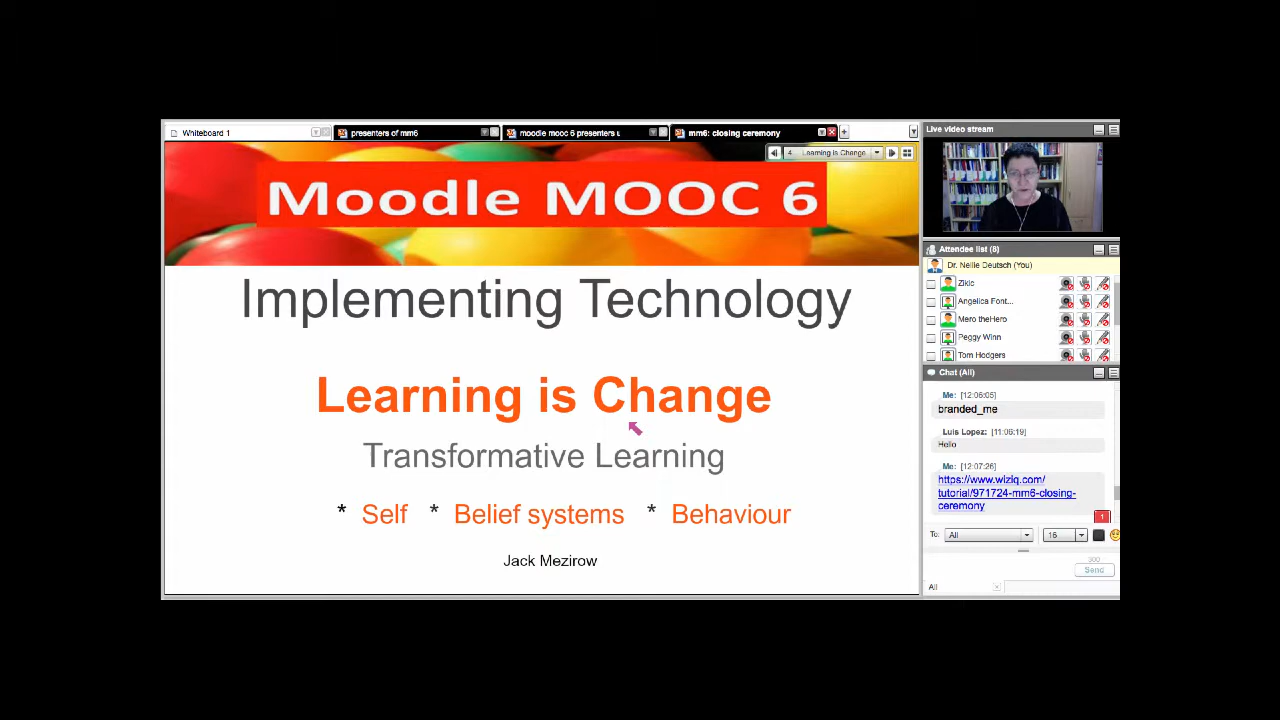 Whiteboard 1
presenters of mm6
moodle mooc 6 presenters u
mm6: closing ceremony
4 Learning is Change
Moodle MOOC 6
Implementing Technology
Learning is Change
Transformative Learning
* Self * Belief systems * Behaviour
Jack Mezirow
Live video stream
Attendee list (8)
Dr. Nellie Deutsch (You)
Zikic
Angelica Font...
Mero theHero
Peggy Winn
Tom Hodgers
Chat (All)
Me: [12:06:05]
branded_me
Luis Lopez: [11:06:19]
Hello
Me: [12:07:26]
https://www.wiziq.com/
tutorial/971724-mm6-closing-
ceremony
1
To: All 16
300
Send
All